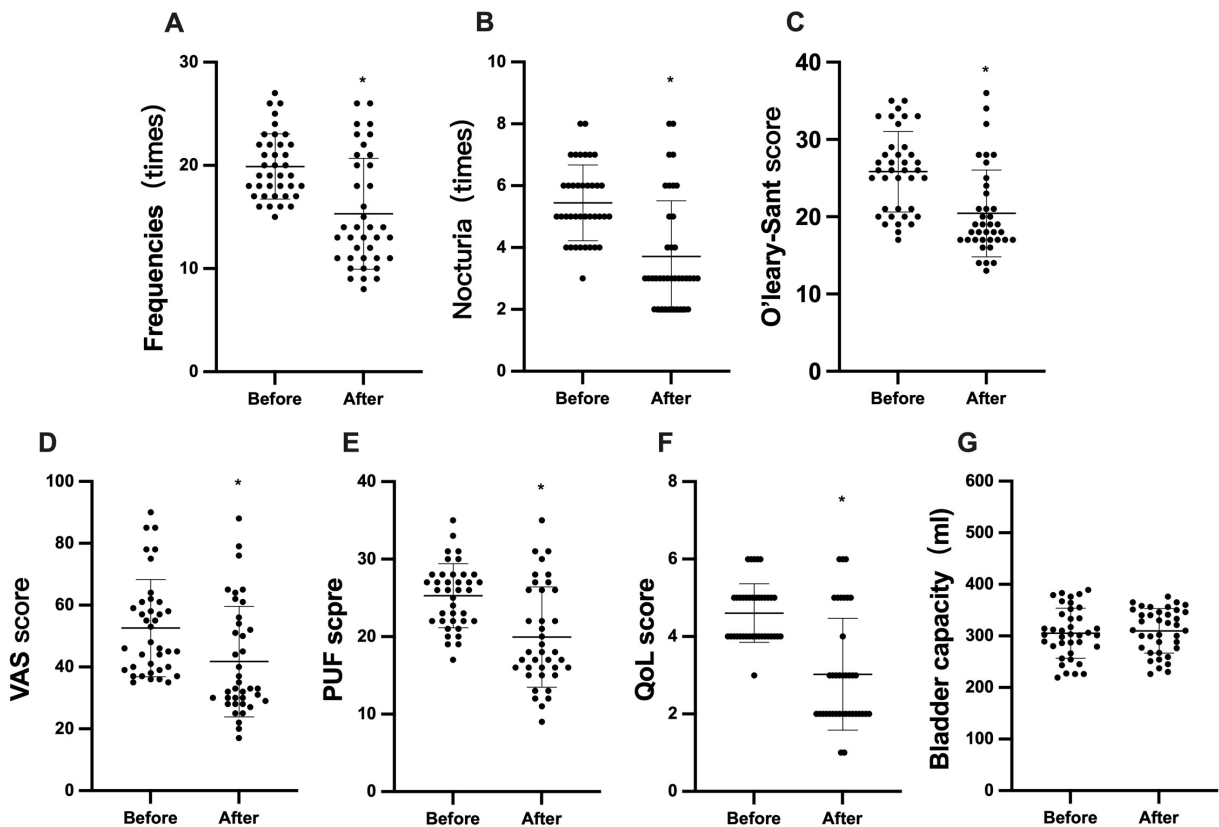 A
Frequencies (times)
30
20
10
0
*
Before After
B
Nocturia (times)
10
8
6
4
2
0
*
Before After
C
O'leary-Sant score
40
30
20
10
0
*
Before After
D
VAS score
100
80
60
40
20
0
*
Before After
E
PUF scpre
40
30
20
10
0
*
Before After
F
QoL score
8
6
4
2
0
*
Before After
G
Bladder capacity (ml)
600
500
400
300
200
100
0
Before After